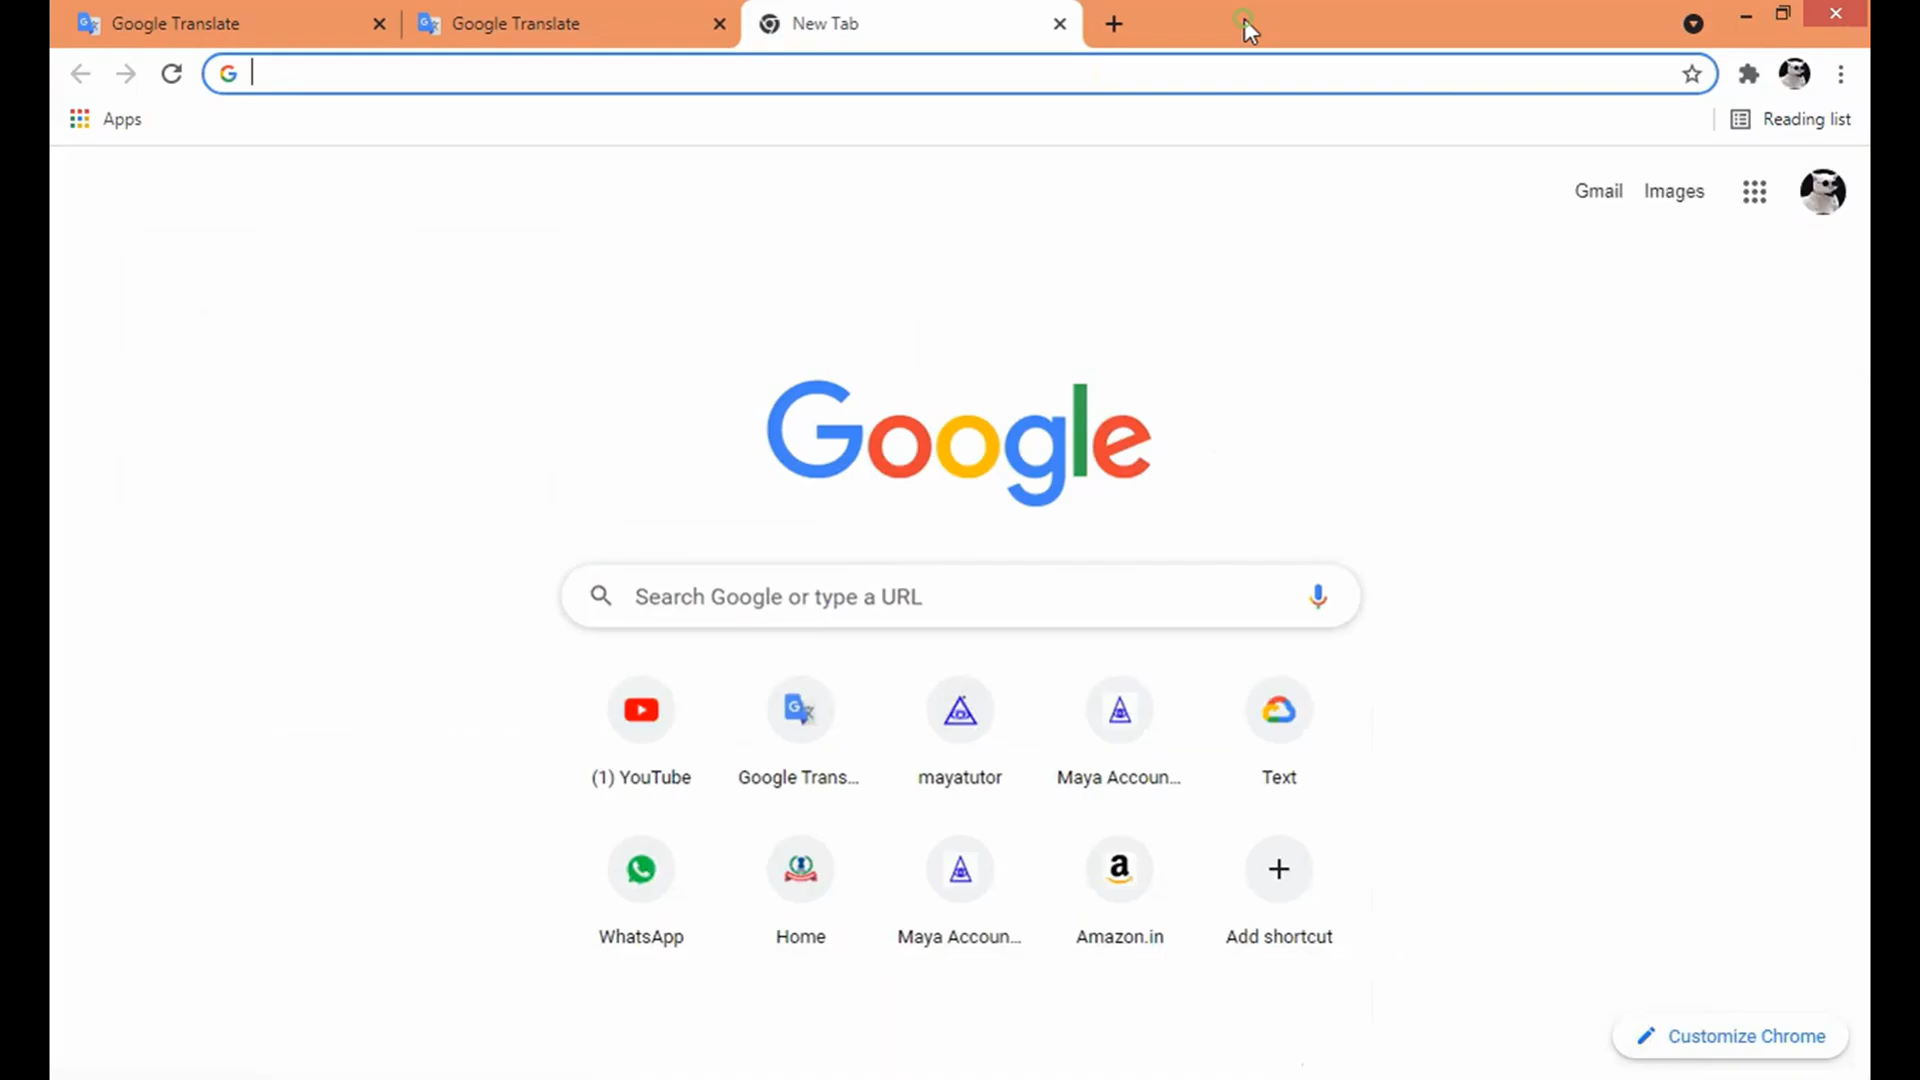 Google Translate
Google Translate
New Tab
Apps
Reading list
Gmail Images
Google
Search Google or type a URL
(1) YouTube
Google Trans...
mayatutor
Maya Accoun...
Text
WhatsApp
Home
Maya Accoun...
Amazon.in
Add shortcut
Customize Chrome